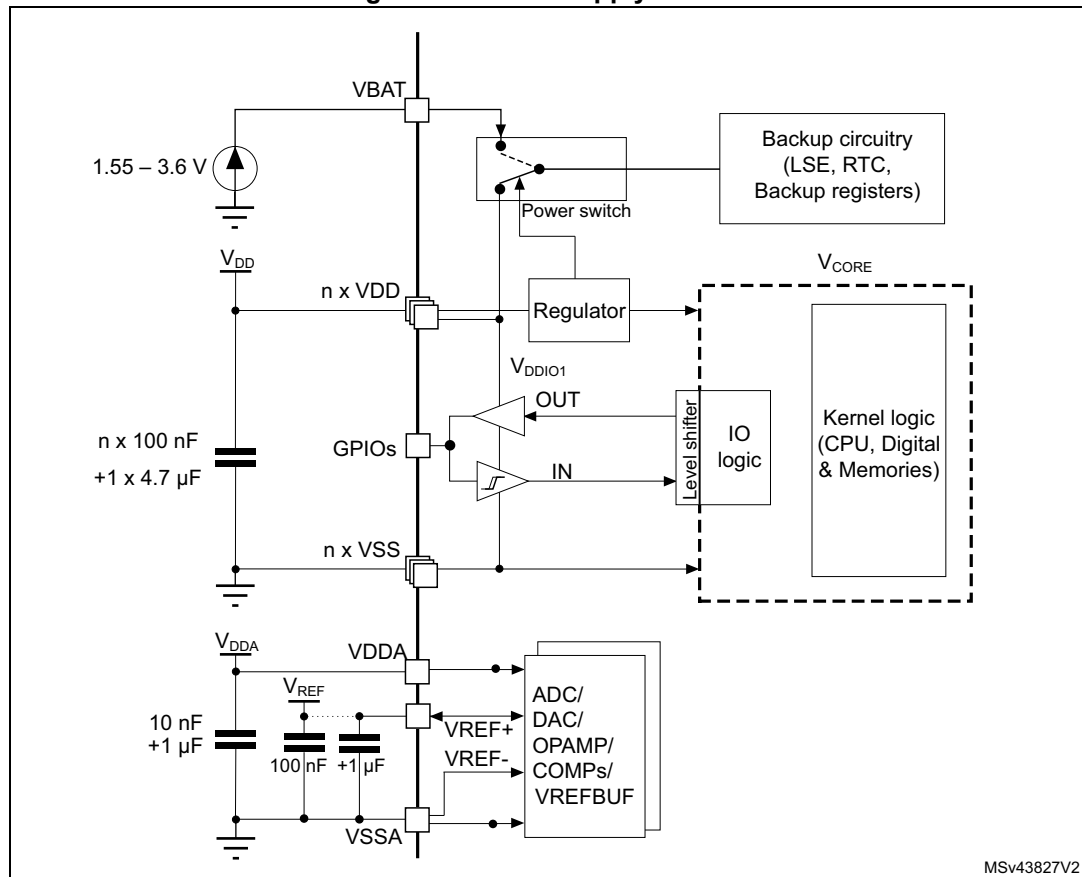 VBAT
1.55 – 3.6 V
Power switch
Backup circuitry
(LSE, RTC,
Backup registers)
VDD
n x VDD
Regulator
VCORE
VDDIO1
OUT
GPIOs
IN
Level shifter
IO
logic
Kernel logic
(CPU, Digital
& Memories)
n x 100 nF
+1 x 4.7 µF
n x VSS
VDDA
VDDA
VREF
10 nF
+1 µF
100 nF
+1 µF
VREF+
VREF-
ADC/
DAC/
OPAMP/
COMPs/
VREFBUF
VSSA
MSv43827V2